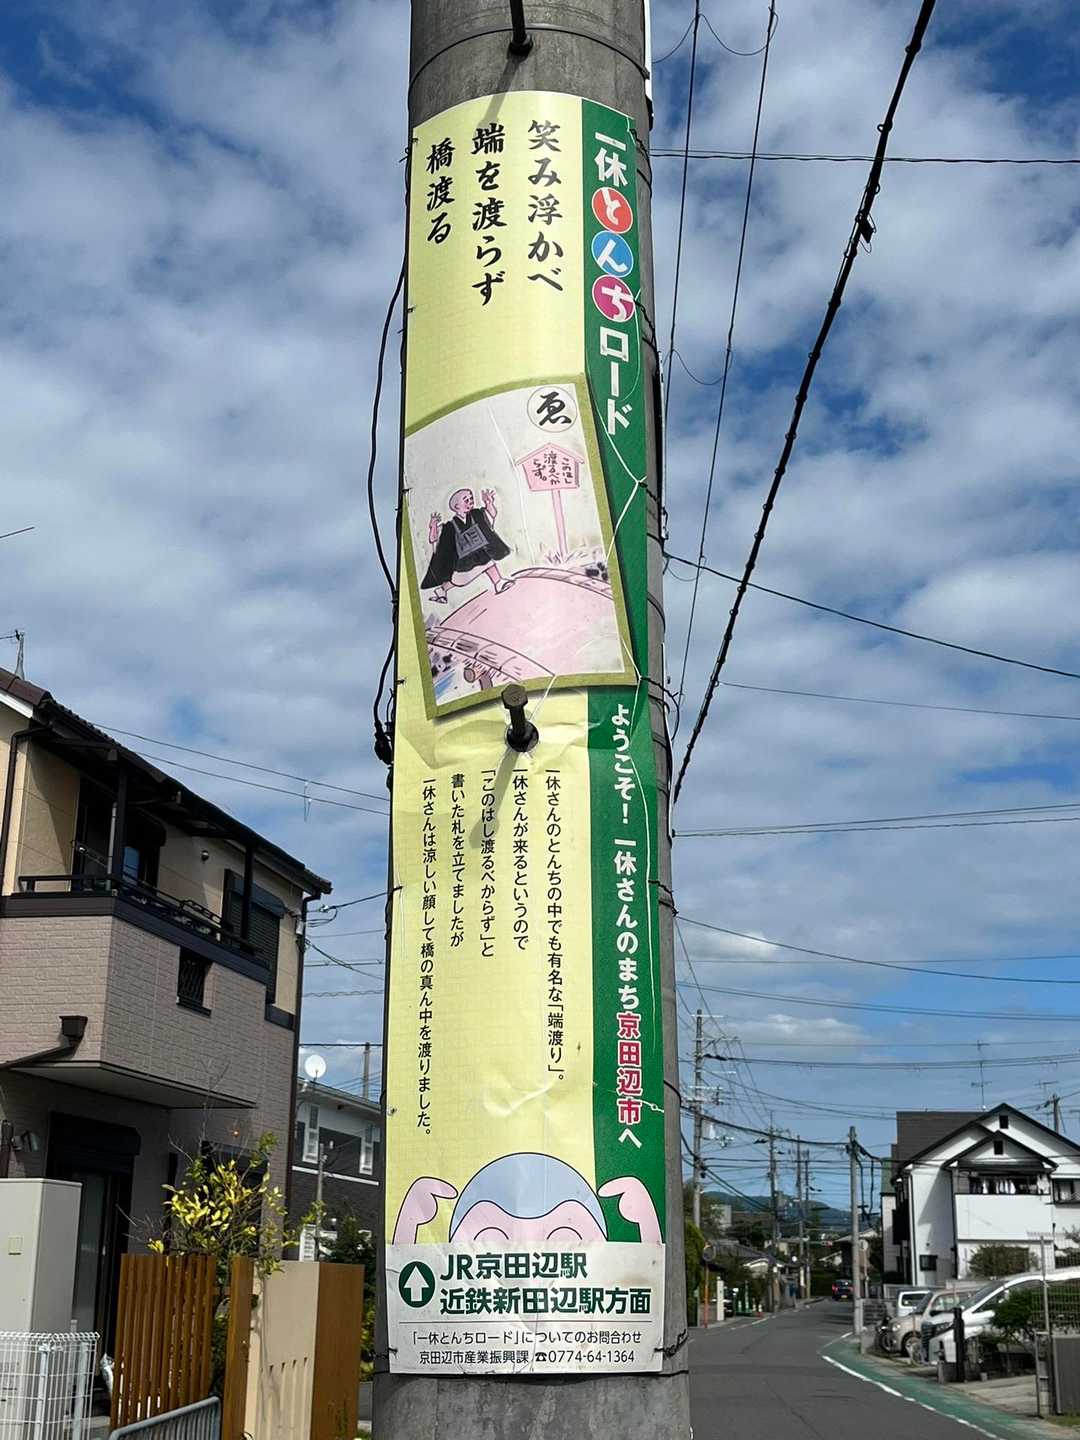 一休とんちロード
笑み浮かべ
端を渡らず
橋渡る
ゑ
このはし
渡るべか
らず。
ようこそ！一休さんのまち京田辺市へ
一休さんのとんちの中でも有名な「端渡り」。
一休さんが来るというので
「このはし渡るべからず」と
書いた札を立てましたが
一休さんは涼しい顔して橋の真ん中を渡りました。
JR京田辺駅
近鉄新田辺駅方面
「一休とんちロード」についてのお問合わせ
京田辺市産業振興課 ☎0774-64-1364